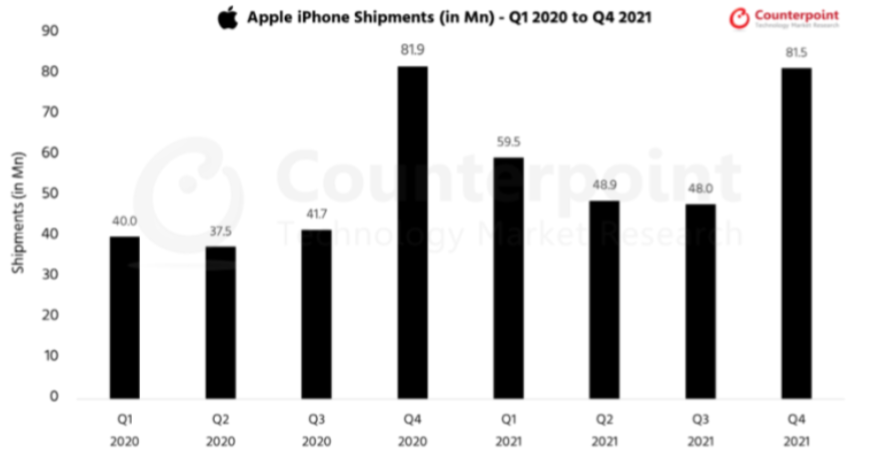 Apple iPhone Shipments (in Mn) - Q1 2020 to Q4 2021
Counterpoint
Technology Market Research
90
80
70
60
50
40
30
20
10
0
Shipments (in Mn)
40.0
37.5
41.7
81.9
59.5
48.9
48.0
81.5
Counterpoint
Technology Market Research
Q1 Q2 Q3 Q4 Q1 Q2 Q3 Q4
2020 2020 2020 2020 2021 2021 2021 2021